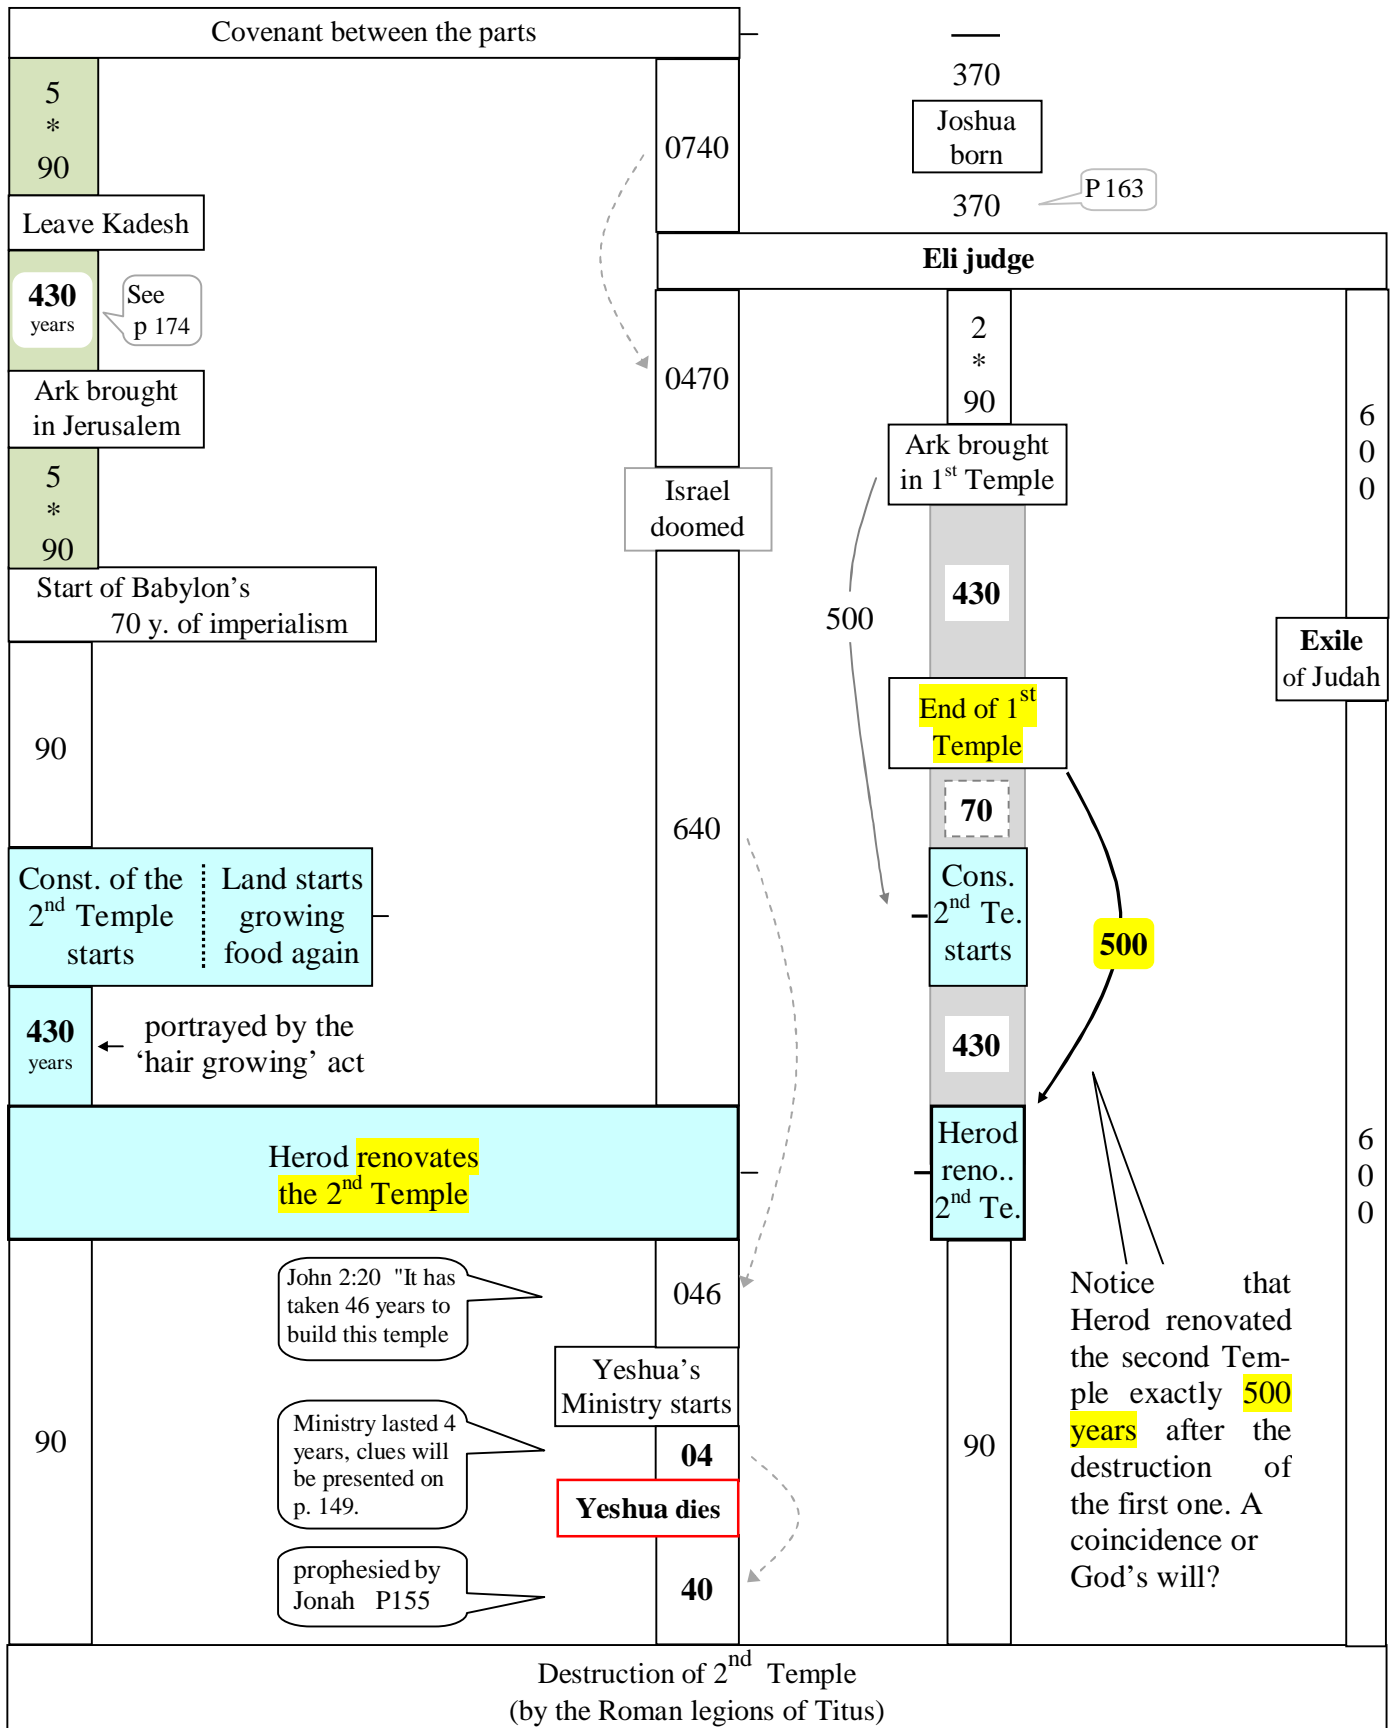 Covenant between the parts
5
*
90
Leave Kadesh
430
years
See
p 174
Ark brought
in Jerusalem
5
*
90
Start of Babylon’s
70 y. of imperialism
90
Const. of the
2nd Temple
starts
Land starts
growing
food again
430
years
portrayed by the
‘hair growing’ act
Herod renovates
the 2nd Temple
90
0740
0470
Israel
doomed
640
046
John 2:20 "It has
taken 46 years to
build this temple
Yeshua’s
Ministry starts
Ministry lasted 4
years, clues will
be presented on
p. 149.
04
Yeshua dies
prophesied by
Jonah P155
40
370
Joshua
born
370
P 163
Eli judge
2
*
90
Ark brought
in 1st Temple
500
430
End of 1st
Temple
70
Cons.
2nd Te.
starts
500
430
Herod
reno..
2nd Te.
90
Notice that
Herod renovated
the second Tem-
ple exactly 500
years after the
destruction of
the first one. A
coincidence or
God’s will?
6
0
0
Exile
of Judah
6
0
0
Destruction of 2nd Temple
(by the Roman legions of Titus)